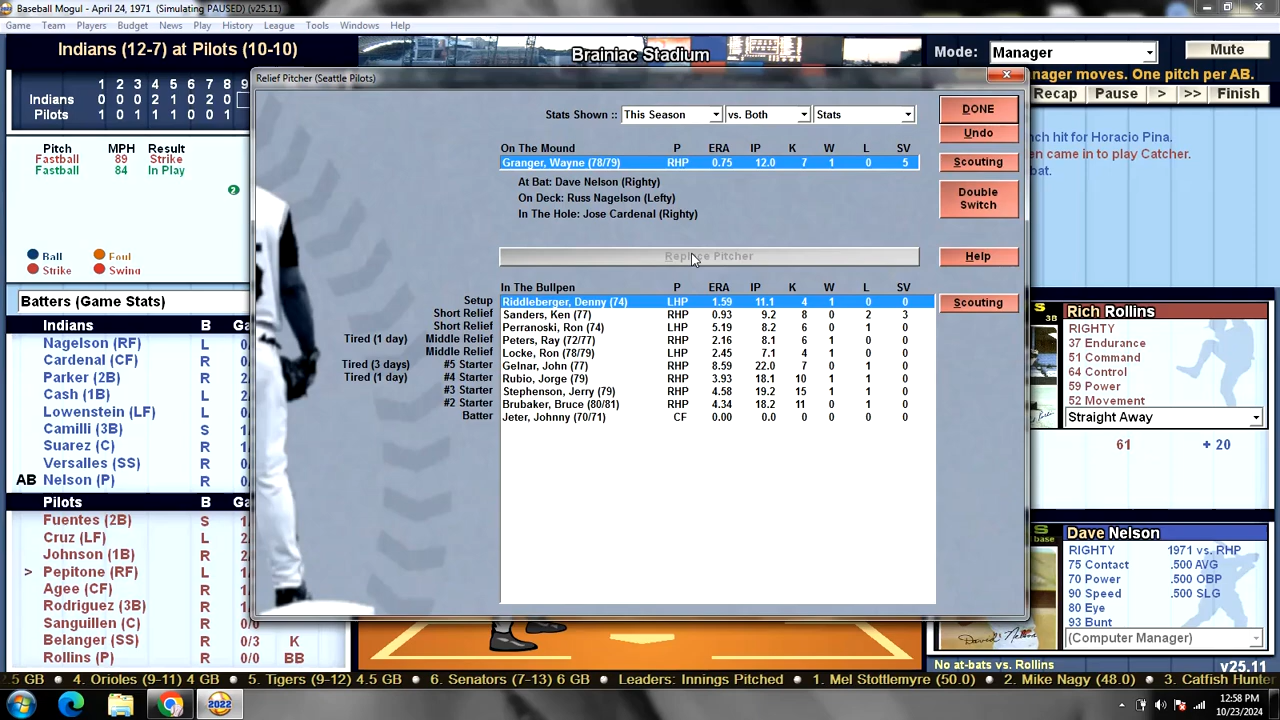 Baseball Mogul - April 24, 1971  (Simulating PAUSED) (v25.11)
Game Team Players Budget News Play History League Tools Windows Help
Indians (12-7) at Pilots (10-10)
Brainiac Stadium
Mode: Manager Mute
1 2 3 4 5 6 7 8 9
Indians 0 0 0 2 1 0 2 0
Pilots 0 1 0 1 1 0 0 1
nager moves. One pitch per AB.
Recap Pause > >> Finish
Pitch MPH Result
Fastball 89 Strike
Fastball 84 In Play
2
Ball Foul
Strike Swing
nch hit for Horacio Pina.
en came in to play Catcher.
bat.
Relief Pitcher (Seattle Pilots)
Stats Shown :: This Season vs. Both Stats
DONE
Undo
Scouting
Double Switch
Help
Scouting
On The Mound P ERA IP K W L SV
Granger, Wayne (78/79) RHP 0.75 12.0 7 1 0 5
At Bat: Dave Nelson (Righty)
On Deck: Russ Nagelson (Lefty)
In The Hole: Jose Cardenal (Righty)
Replace Pitcher
In The Bullpen P ERA IP K W L SV
Setup Riddleberger, Denny (74) LHP 1.59 11.1 4 1 0 0
Short Relief Sanders, Ken (77) RHP 0.93 9.2 8 0 2 3
Short Relief Perranoski, Ron (74) LHP 5.19 8.2 6 0 1 0
Tired (1 day) Middle Relief Peters, Ray (72/77) RHP 2.16 8.1 6 1 0 0
Middle Relief Locke, Ron (78/79) LHP 2.45 7.1 4 1 0 0
Tired (3 days) #5 Starter Gelnar, John (77) RHP 8.59 22.0 7 0 1 0
Tired (1 day) #4 Starter Rubio, Jorge (79) RHP 3.93 18.1 10 1 1 0
#3 Starter Stephenson, Jerry (79) RHP 4.58 19.2 15 1 1 0
#2 Starter Brubaker, Bruce (80/81) RHP 4.34 18.2 11 0 1 0
Batter Jeter, Johnny (70/71) CF 0.00 0.0 0 0 0 0
Batters (Game Stats)
Indians B Ga
Nagelson (RF) L 2
Cardenal (CF) R 2
Parker (2B) R 2
Cash (1B) L 2
Lowenstein (LF) L 0
Camilli (3B) R 0
Suarez (C) R 0
Versalles (SS) R 0
AB Nelson (P) R 0
Pilots B Ga
Fuentes (2B) S 1
Cruz (LF) L 2
Johnson (1B) R 2
> Pepitone (RF) L 1
Agee (CF) R 1
Rodriguez (3B) R 0
Sanguillen (C) R 0
Belanger (SS) R 0/3 K
Rollins (P) R 0/0 BB
S
3B
Rich Rollins
RIGHTY
37 Endurance
51 Command
64 Control
59 Power
52 Movement
Straight Away
61 + 20
S
base
Dave Nelson
RIGHTY 1971 vs. RHP
75 Contact .500 AVG
70 Power .500 OBP
90 Speed .500 SLG
80 Eye
93 Bunt
(Computer Manager)
No at-bats vs. Rollins v25.11
2.5 GB 4. Orioles (9-11) 4 GB 5. Tigers (9-12) 4.5 GB 6. Senators (7-13) 6 GB Leaders: Innings Pitched 1. Mel Stottlemyre (50.0) 2. Mike Nagy (48.0) 3. Catfish Hunter
2022
12:58 PM
10/23/2024